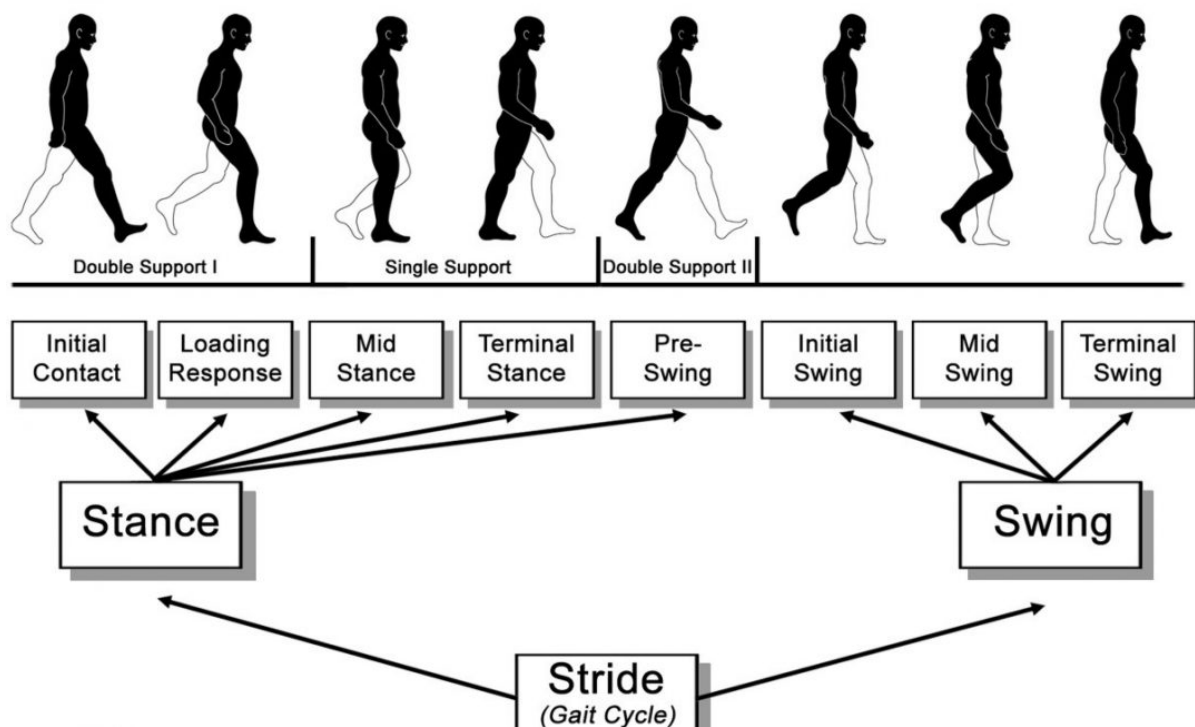 Double Support I
Single Support
Double Support II
Initial
Contact
Loading
Response
Mid
Stance
Terminal
Stance
Pre-
Swing
Initial
Swing
Mid
Swing
Terminal
Swing
Stance
Swing
Stride
(Gait Cycle)